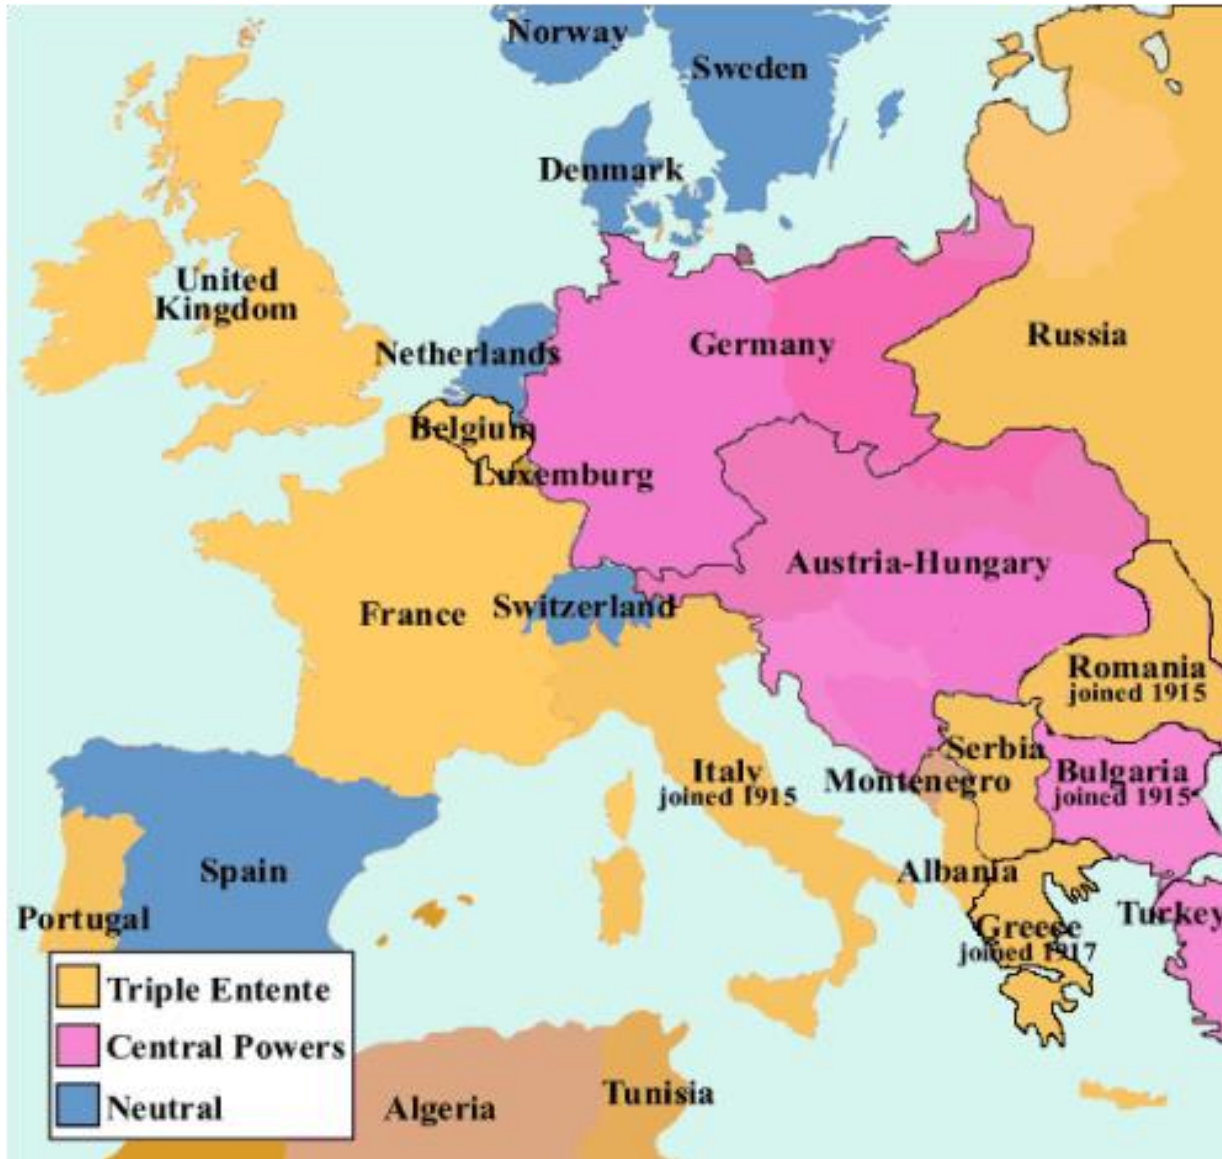 Norway
Sweden
Denmark
United
Kingdom
Netherlands
Germany
Russia
Belgium
Luxemburg
Austria-Hungary
France
Switzerland
Romania
joined 1915
Serbia
Italy
joined 1915
Montenegro
Bulgaria
joined 1915
Spain
Albania
Portugal
Greece
joined 1917
Turkey
Triple Entente
Central Powers
Neutral
Algeria
Tunisia